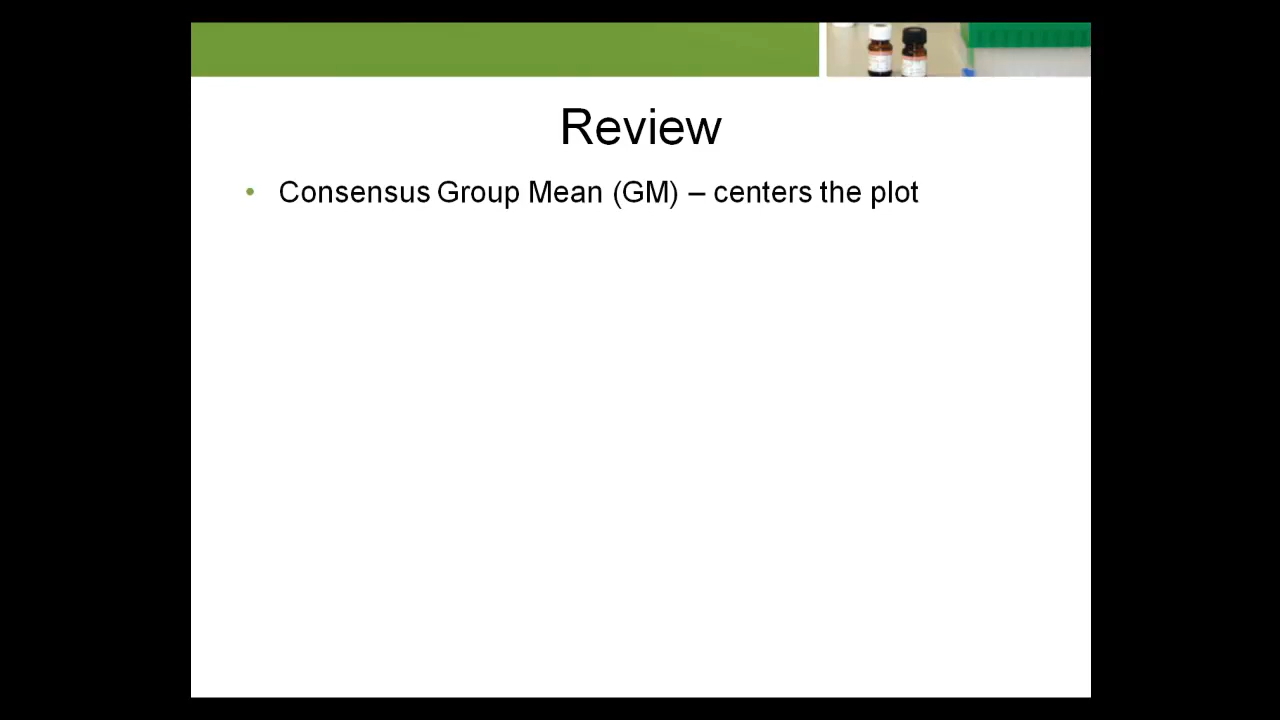 Review
• Consensus Group Mean (GM) – centers the plot